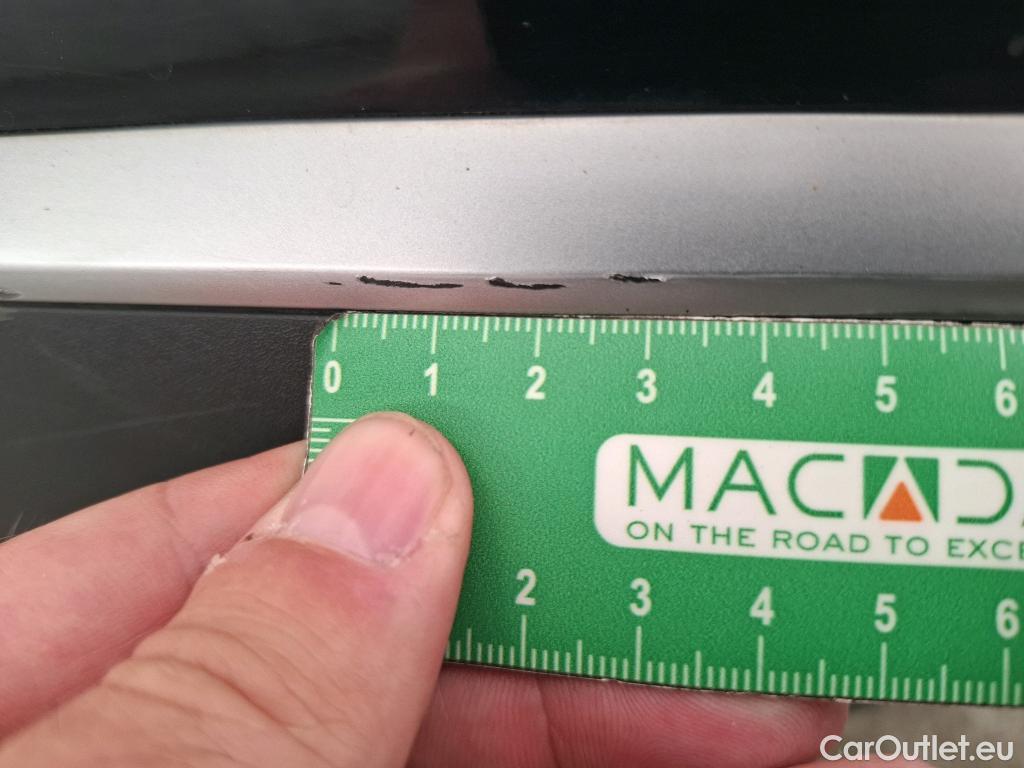 0 1 2 3 4 5 6
MACADA
ON THE ROAD TO EXCE
2 3 4 5 6
CarOutlet.eu